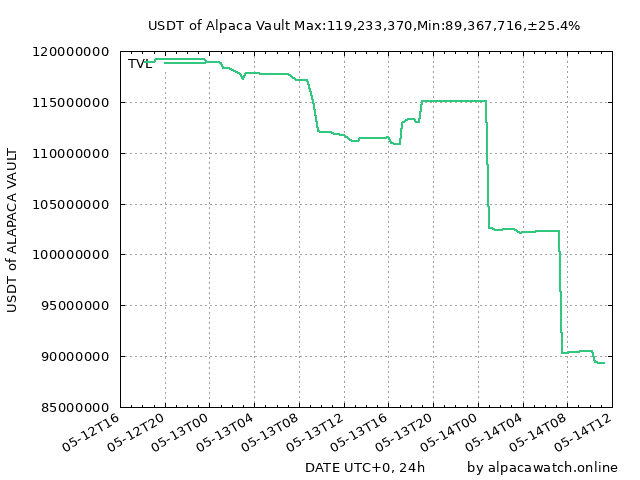 USDT of Alpaca Vault Max:119,233,370,Min:89,367,716,±25.4%
TVL
120000000
115000000
110000000
105000000
100000000
95000000
90000000
85000000
USDT of ALAPACA VAULT
05-12T16
05-12T20
05-13T00
05-13T04
05-13T08
05-13T12
05-13T16
05-13T20
05-14T00
05-14T04
05-14T08
05-14T12
DATE UTC+0, 24h
by alpacawatch.online